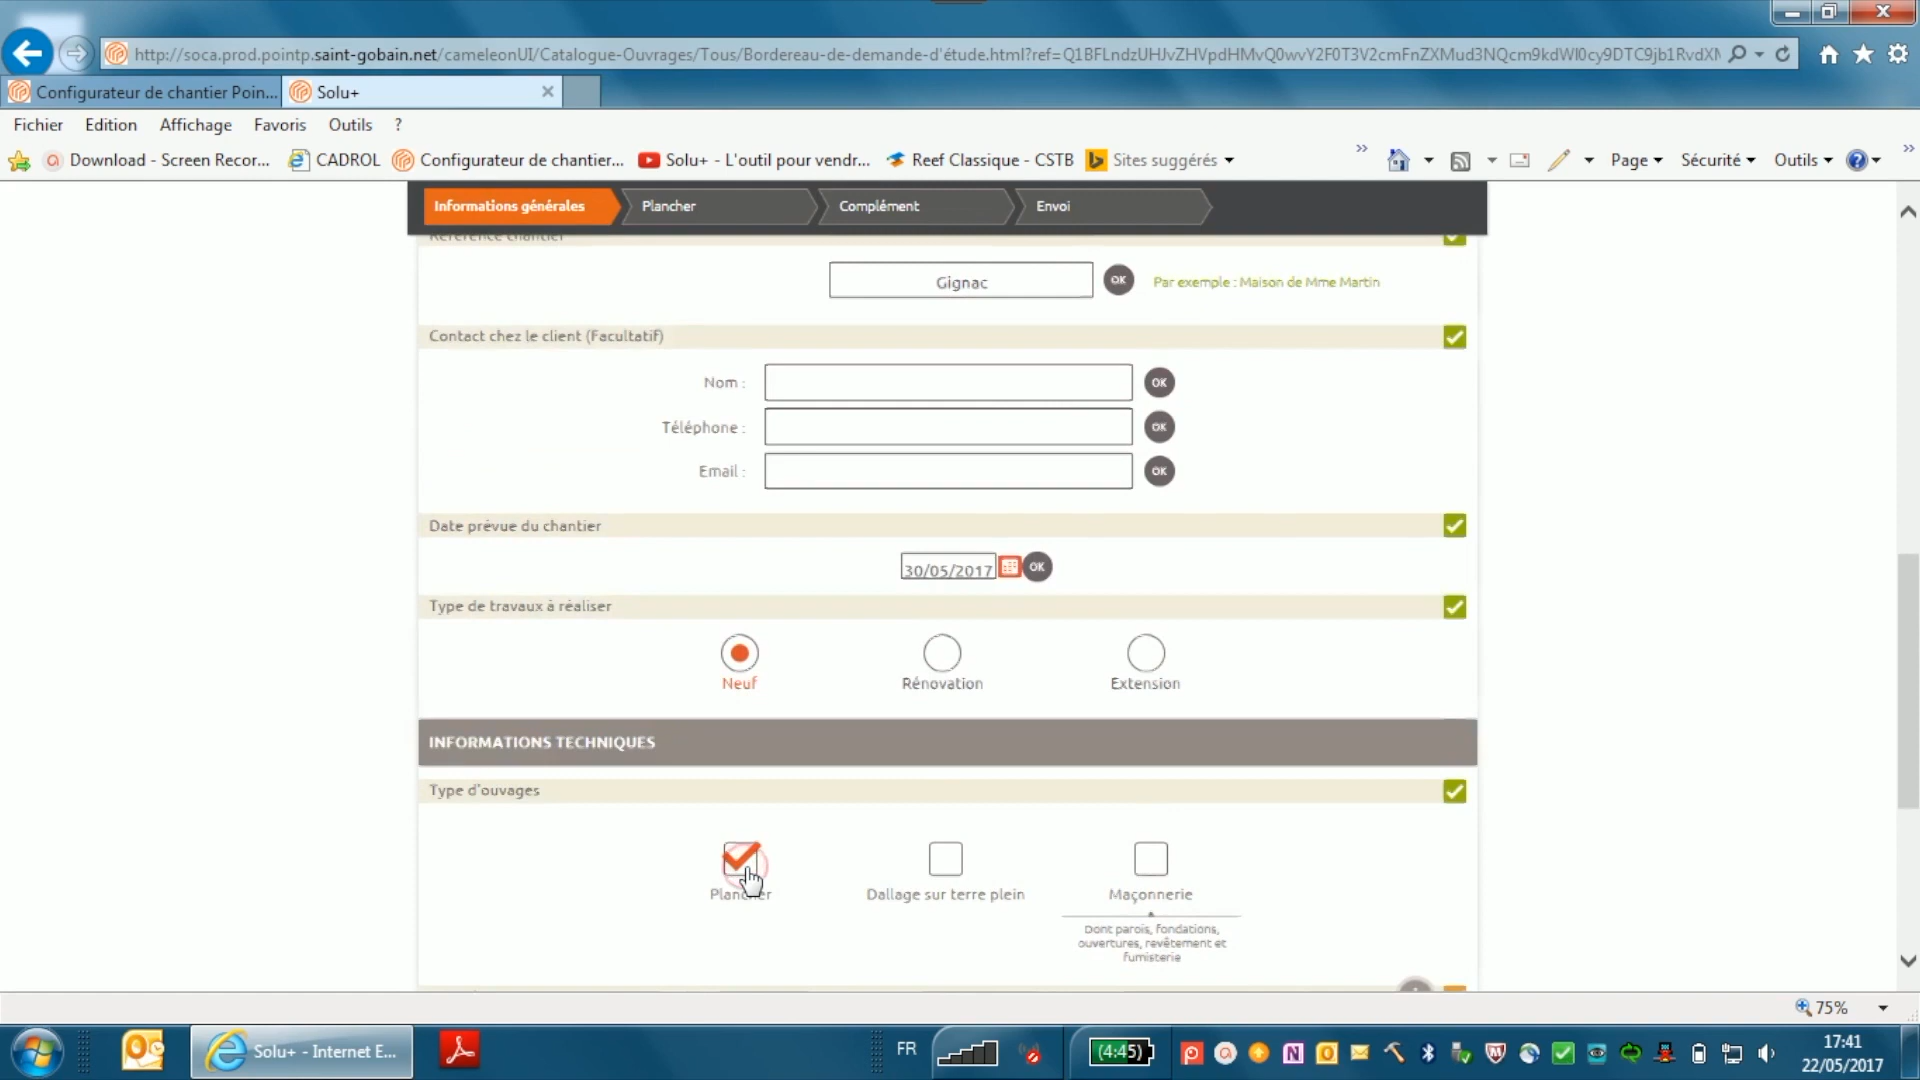 http://soca.prod.pointp.saint-gobain.net/cameleonUI/Catalogue-Ouvrages/Tous/Bordereau-de-demande-d'étude.html?ref=
Configurateur de chantier Poin...
Solu+
Fichier Edition Affichage Favoris Outils ?
Download - Screen Recor... CADROL Configurateur de chantier... Solu+ - L'outil pour vendr... Reef Classique - CSTB Sites suggérés Page Sécurité Outils
Informations générales Plancher Complément Envoi
Référence chantier
Gignac OK Par exemple : Maison de Mme Martin
Contact chez le client (Facultatif)
Nom : OK
Téléphone : OK
Email : OK
Date prévue du chantier
30/05/2017 OK
Type de travaux à réaliser
Neuf Rénovation Extension
INFORMATIONS TECHNIQUES
Type d'ouvages
Plancher Dallage sur terre plein Maçonnerie
Dont parois, fondations,
ouvertures, revêtement et
fumisterie
75%
Solu+ - Internet E... FR (4:45) 17:41
22/05/2017